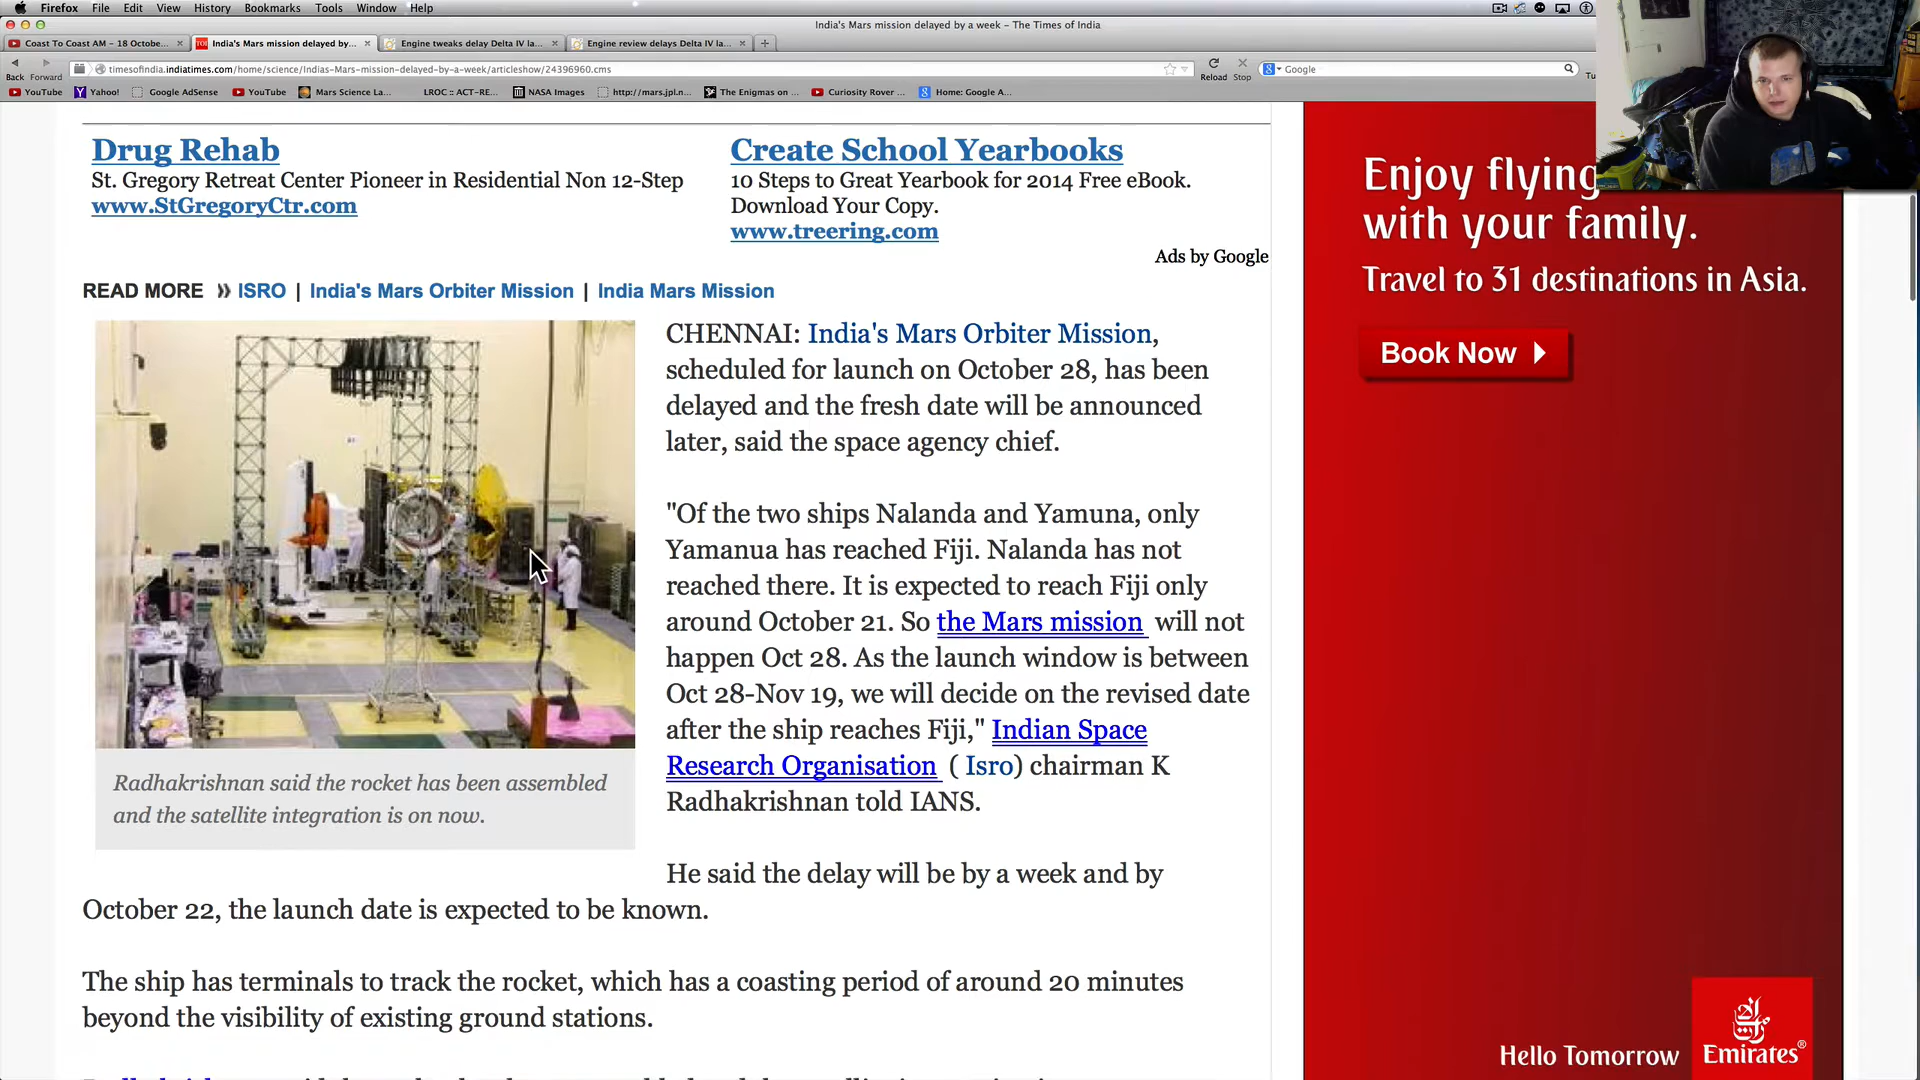 Firefox File Edit View History Bookmarks Tools Window Help
India's Mars mission delayed by a week – The Times of India
Coast To Coast AM – 18 Octobe...
TOI India's Mars mission delayed by...
Engine tweaks delay Delta IV la...
Engine review delays Delta IV la...
timesofindia.indiatimes.com/home/science/Indias-Mars-mission-delayed-by-a-week/articleshow/24396960.cms
Google
Back Forward
Reload Stop
YouTube Yahoo! Google AdSense YouTube Mars Science La... LROC :: ACT-RE... NASA Images http://mars.jpl.n... The Enigmas on ... Curiosity Rover ... Home: Google A...
Drug Rehab
St. Gregory Retreat Center Pioneer in Residential Non 12-Step
www.StGregoryCtr.com
Create School Yearbooks
10 Steps to Great Yearbook for 2014 Free eBook.
Download Your Copy.
www.treering.com
Ads by Google
READ MORE » ISRO | India's Mars Orbiter Mission | India Mars Mission
CHENNAI: India's Mars Orbiter Mission,
scheduled for launch on October 28, has been
delayed and the fresh date will be announced
later, said the space agency chief.
"Of the two ships Nalanda and Yamuna, only
Yamanua has reached Fiji. Nalanda has not
reached there. It is expected to reach Fiji only
around October 21. So the Mars mission will not
happen Oct 28. As the launch window is between
Oct 28-Nov 19, we will decide on the revised date
after the ship reaches Fiji," Indian Space
Research Organisation ( Isro) chairman K
Radhakrishnan told IANS.
Radhakrishnan said the rocket has been assembled
and the satellite integration is on now.
He said the delay will be by a week and by
October 22, the launch date is expected to be known.
The ship has terminals to track the rocket, which has a coasting period of around 20 minutes
beyond the visibility of existing ground stations.
Enjoy flying
with your family.
Travel to 31 destinations in Asia.
Book Now
Hello Tomorrow
Emirates